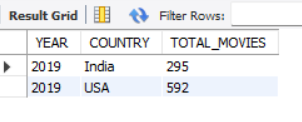 Result Grid Filter Rows:
YEAR COUNTRY TOTAL_MOVIES
2019 India 295
2019 USA 592